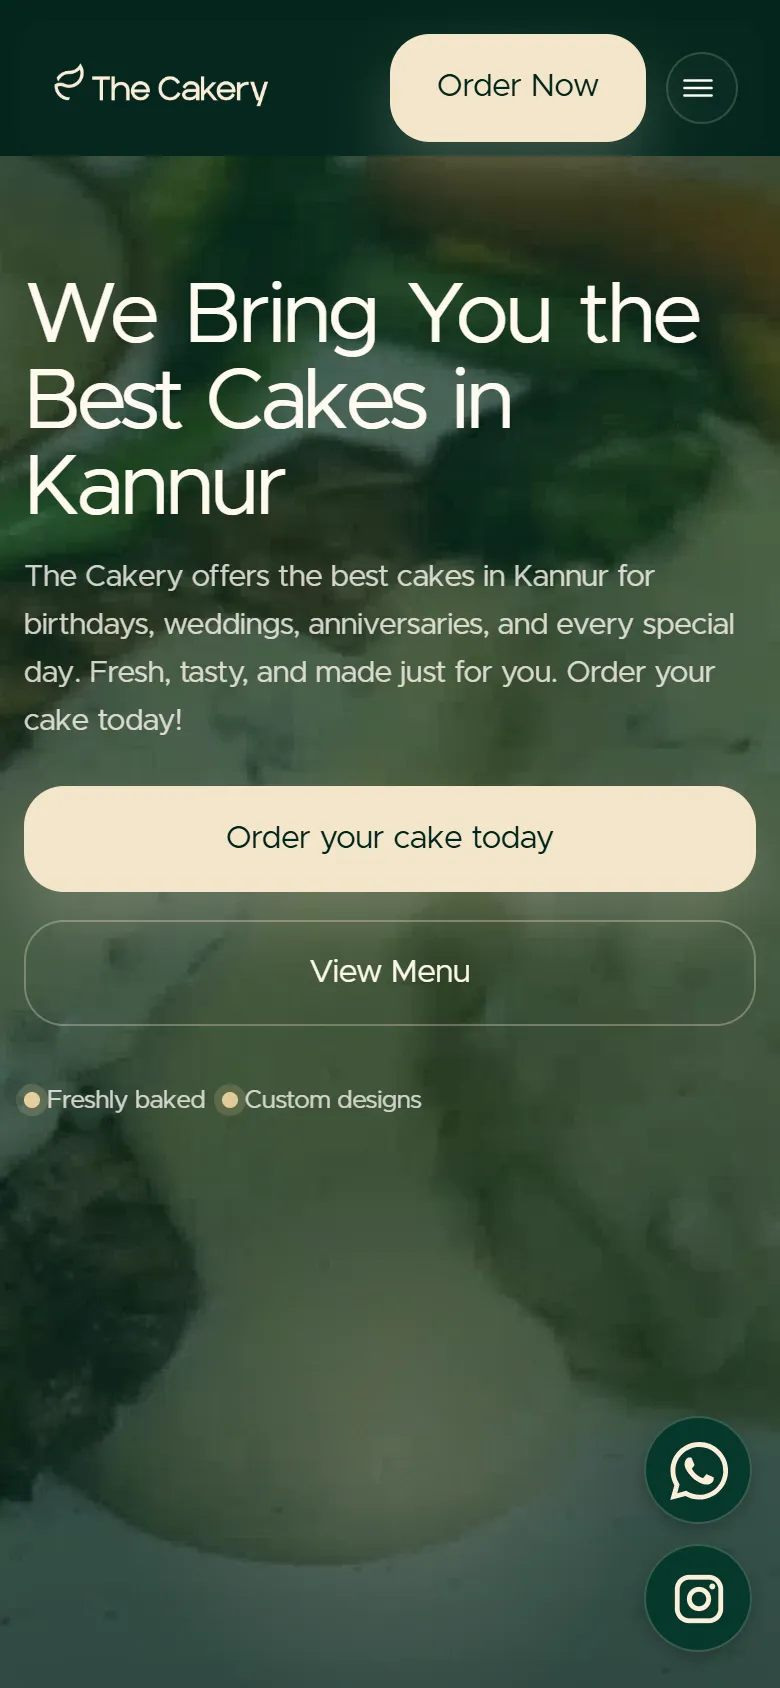 The Cakery
Order Now
We Bring You the
Best Cakes in
Kannur
The Cakery offers the best cakes in Kannur for
birthdays, weddings, anniversaries, and every special
day. Fresh, tasty, and made just for you. Order your
cake today!
Order your cake today
View Menu
Freshly baked Custom designs